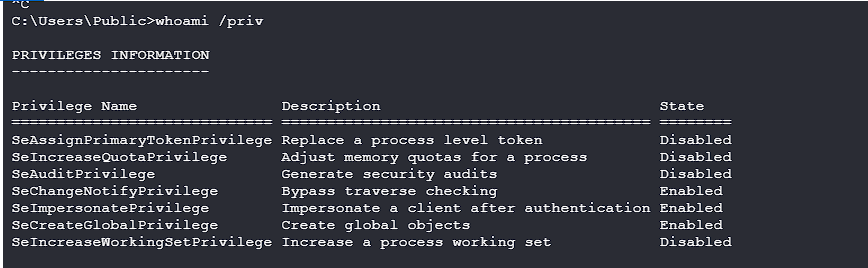 ^C
C:\Users\Public>whoami /priv
PRIVILEGES INFORMATION
----------------------
Privilege Name                Description                               State
============================= ========================================= ========
SeAssignPrimaryTokenPrivilege Replace a process level token             Disabled
SeIncreaseQuotaPrivilege      Adjust memory quotas for a process        Disabled
SeAuditPrivilege              Generate security audits                  Disabled
SeChangeNotifyPrivilege       Bypass traverse checking                  Enabled
SeImpersonatePrivilege        Impersonate a client after authentication Enabled
SeCreateGlobalPrivilege       Create global objects                     Enabled
SeIncreaseWorkingSetPrivilege Increase a process working set            Disabled